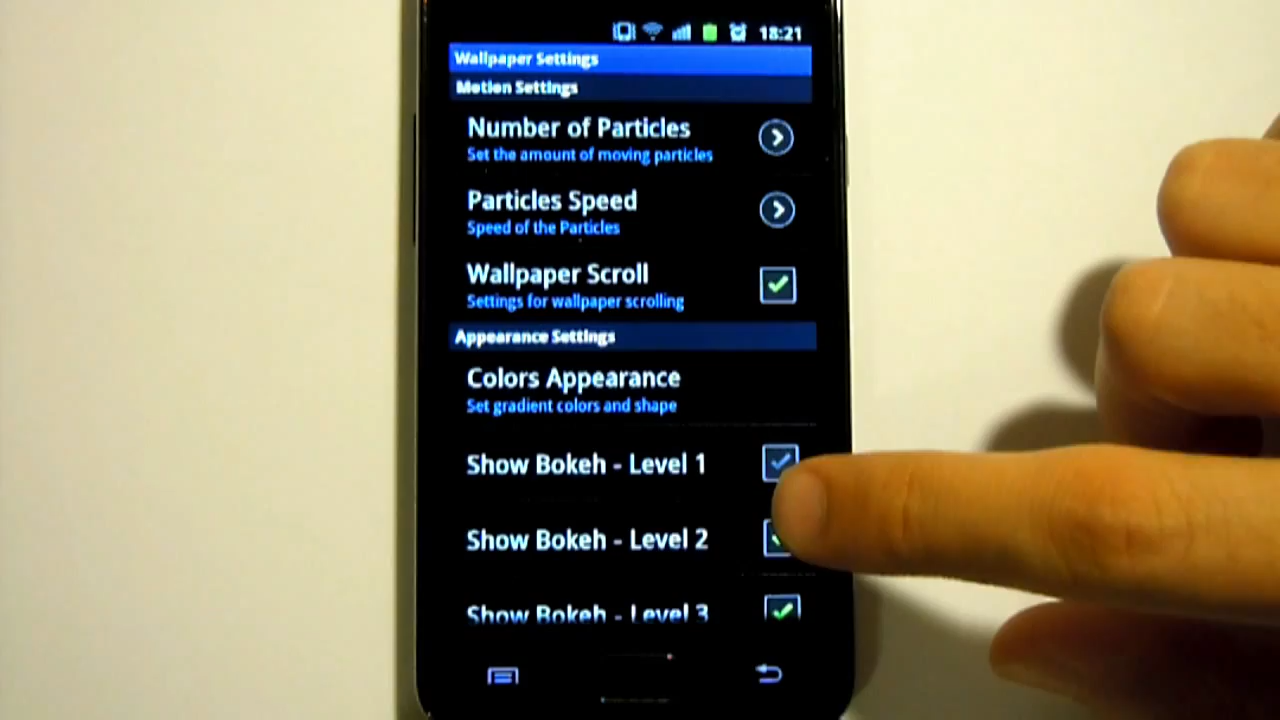 18:21
Wallpaper Settings
Motion Settings
Number of Particles
Set the amount of moving particles
Particles Speed
Speed of the Particles
Wallpaper Scroll
Settings for wallpaper scrolling
Appearance Settings
Colors Appearance
Set gradient colors and shape
Show Bokeh - Level 1
Show Bokeh - Level 2
Show Bokeh - Level 3